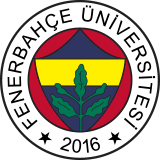 FENERBAHÇE ÜNİVERSİTESİ
★ 2016 ★